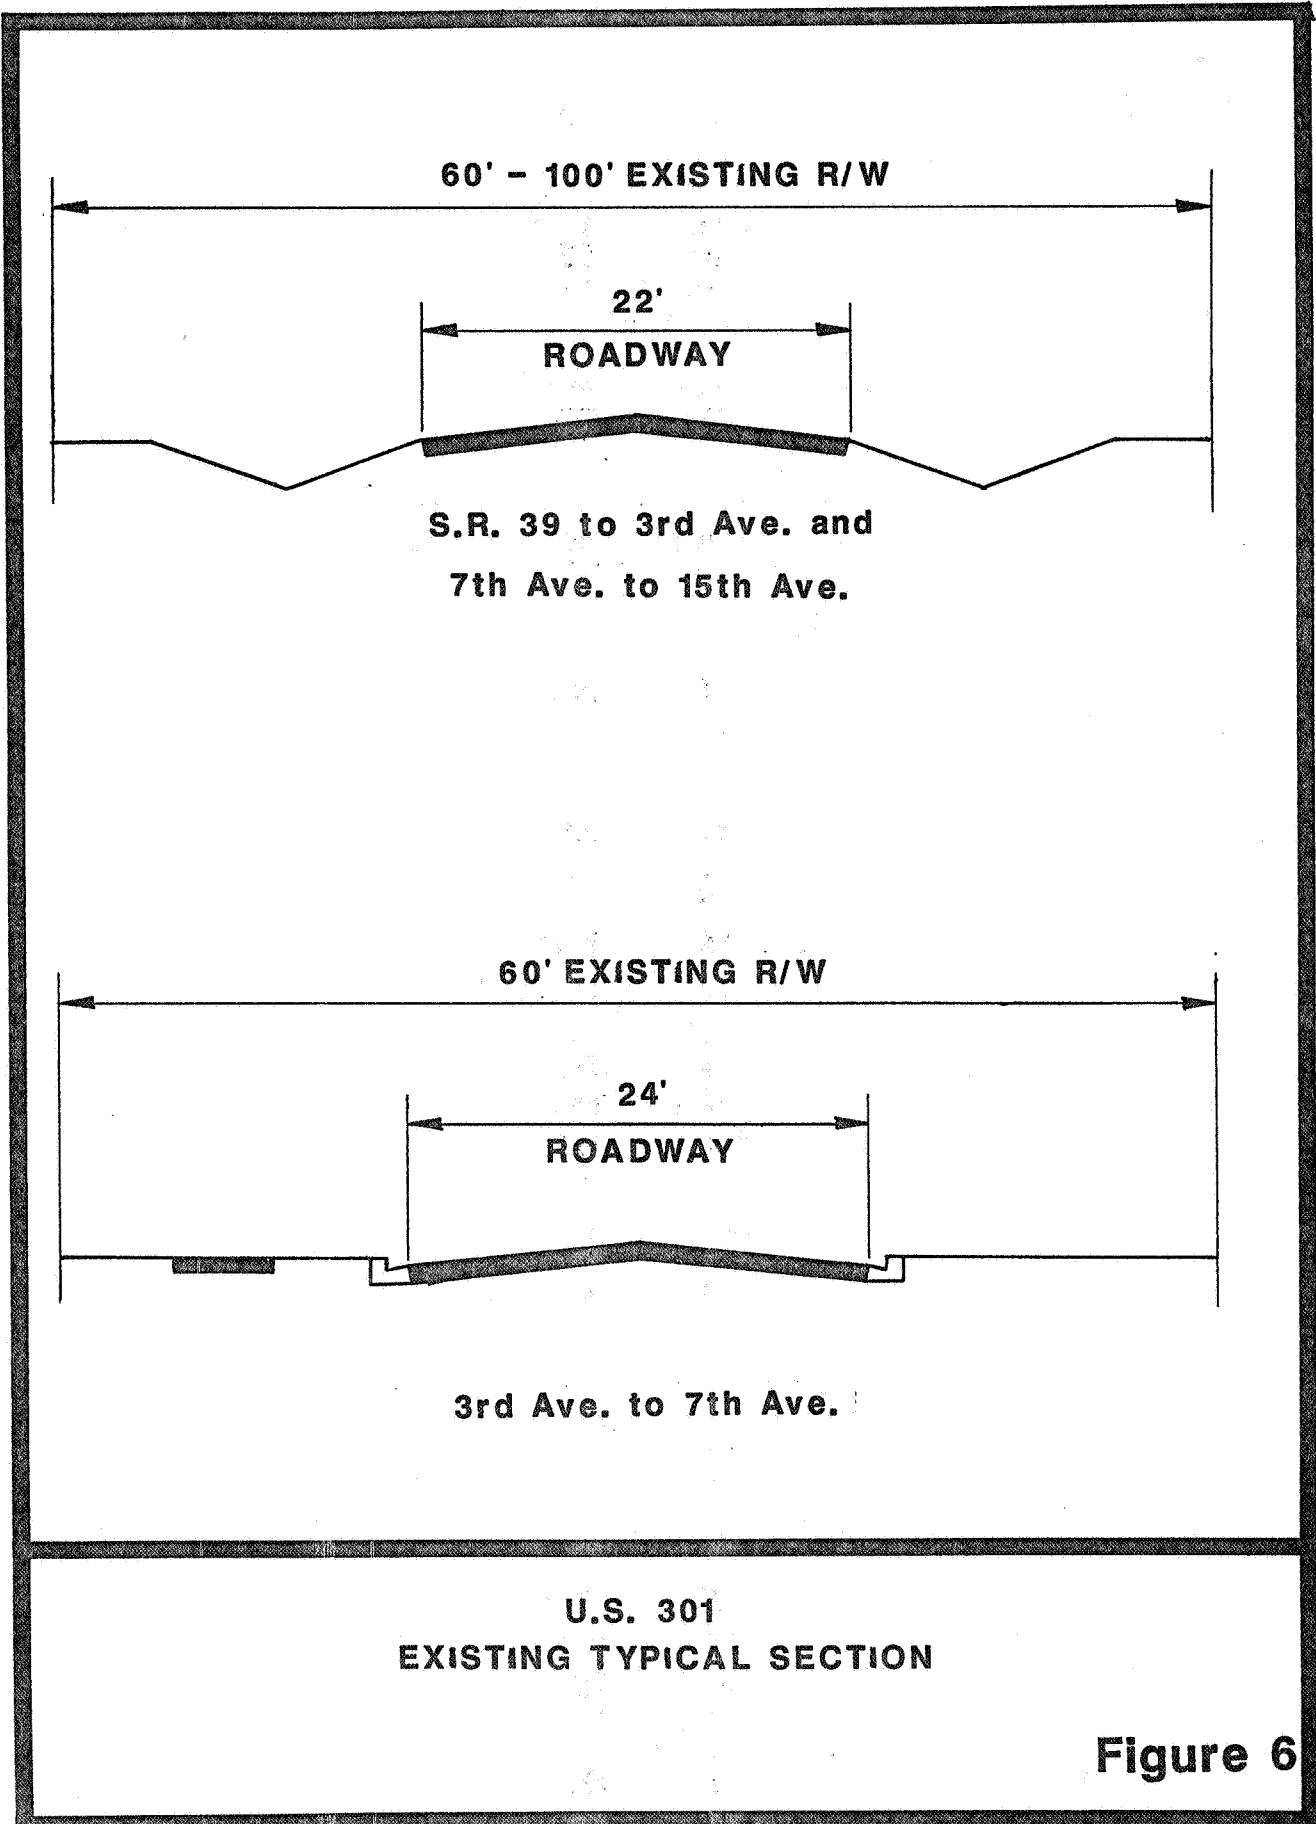 60' - 100' EXISTING R/W
22'
ROADWAY
S.R. 39 to 3rd Ave. and
7th Ave. to 15th Ave.
60' EXISTING R/W
24'
ROADWAY
3rd Ave. to 7th Ave.
U.S. 301
EXISTING TYPICAL SECTION
Figure 6